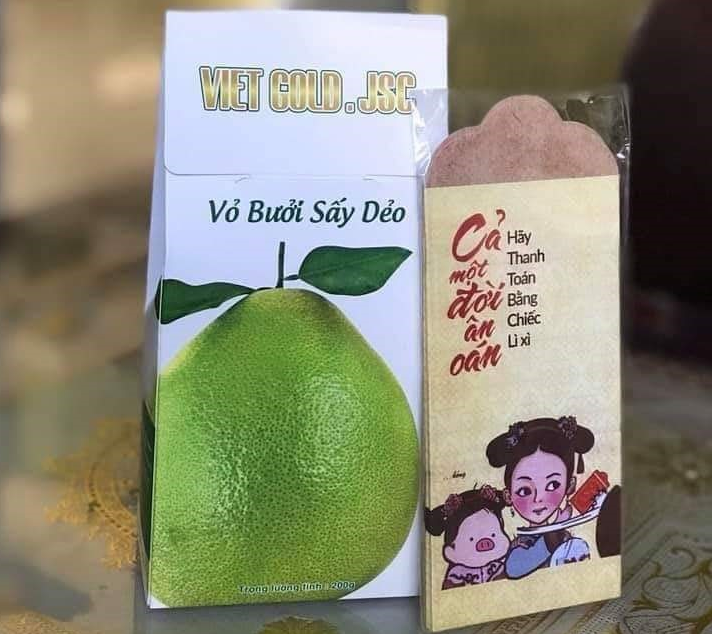 VIET GOLD.JSC
Vỏ Bưởi Sấy Dẻo
Trọng lượng tịnh : 200g
Cả
một
đời
ân
oán
Hãy
Thanh
Toán
Bằng
Chiếc
Lì xì